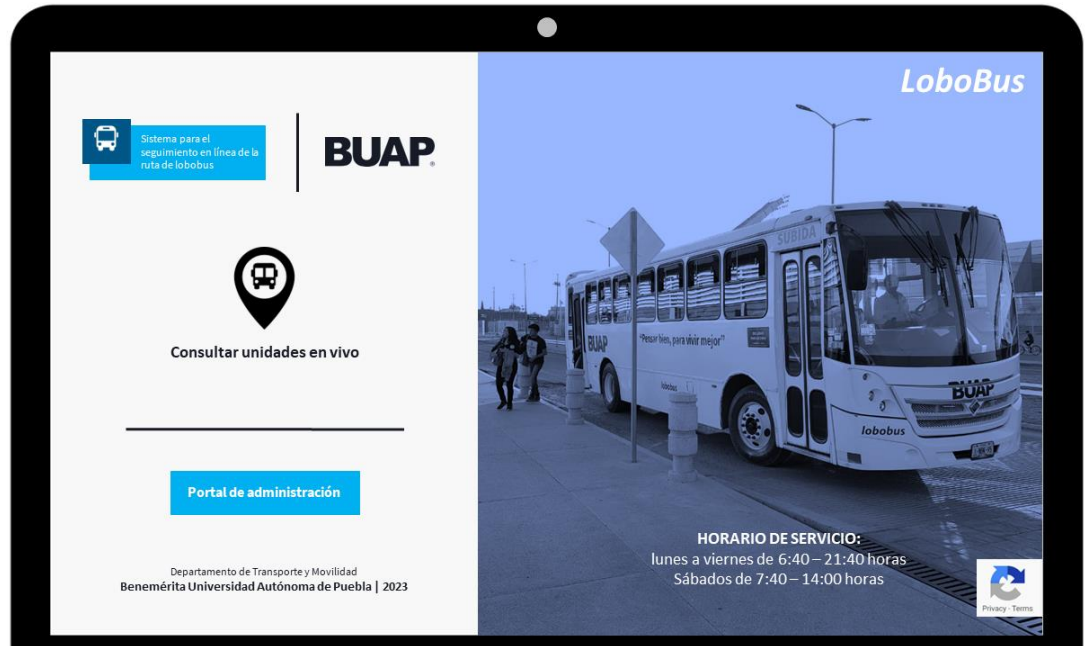 LoboBus
Sistema para el
seguimiento en línea de la
ruta de lobobus
BUAP®
Consultar unidades en vivo
Portal de administración
Departamento de Transporte y Movilidad
Benemérita Universidad Autónoma de Puebla | 2023
SUBIDA
BUAP
"Pensar bien, para vivir mejor"
lobobus
BUAP
lobobus
HORARIO DE SERVICIO:
lunes a viernes de 6:40 – 21:40 horas
Sábados de 7:40 – 14:00 horas
Privacy - Terms